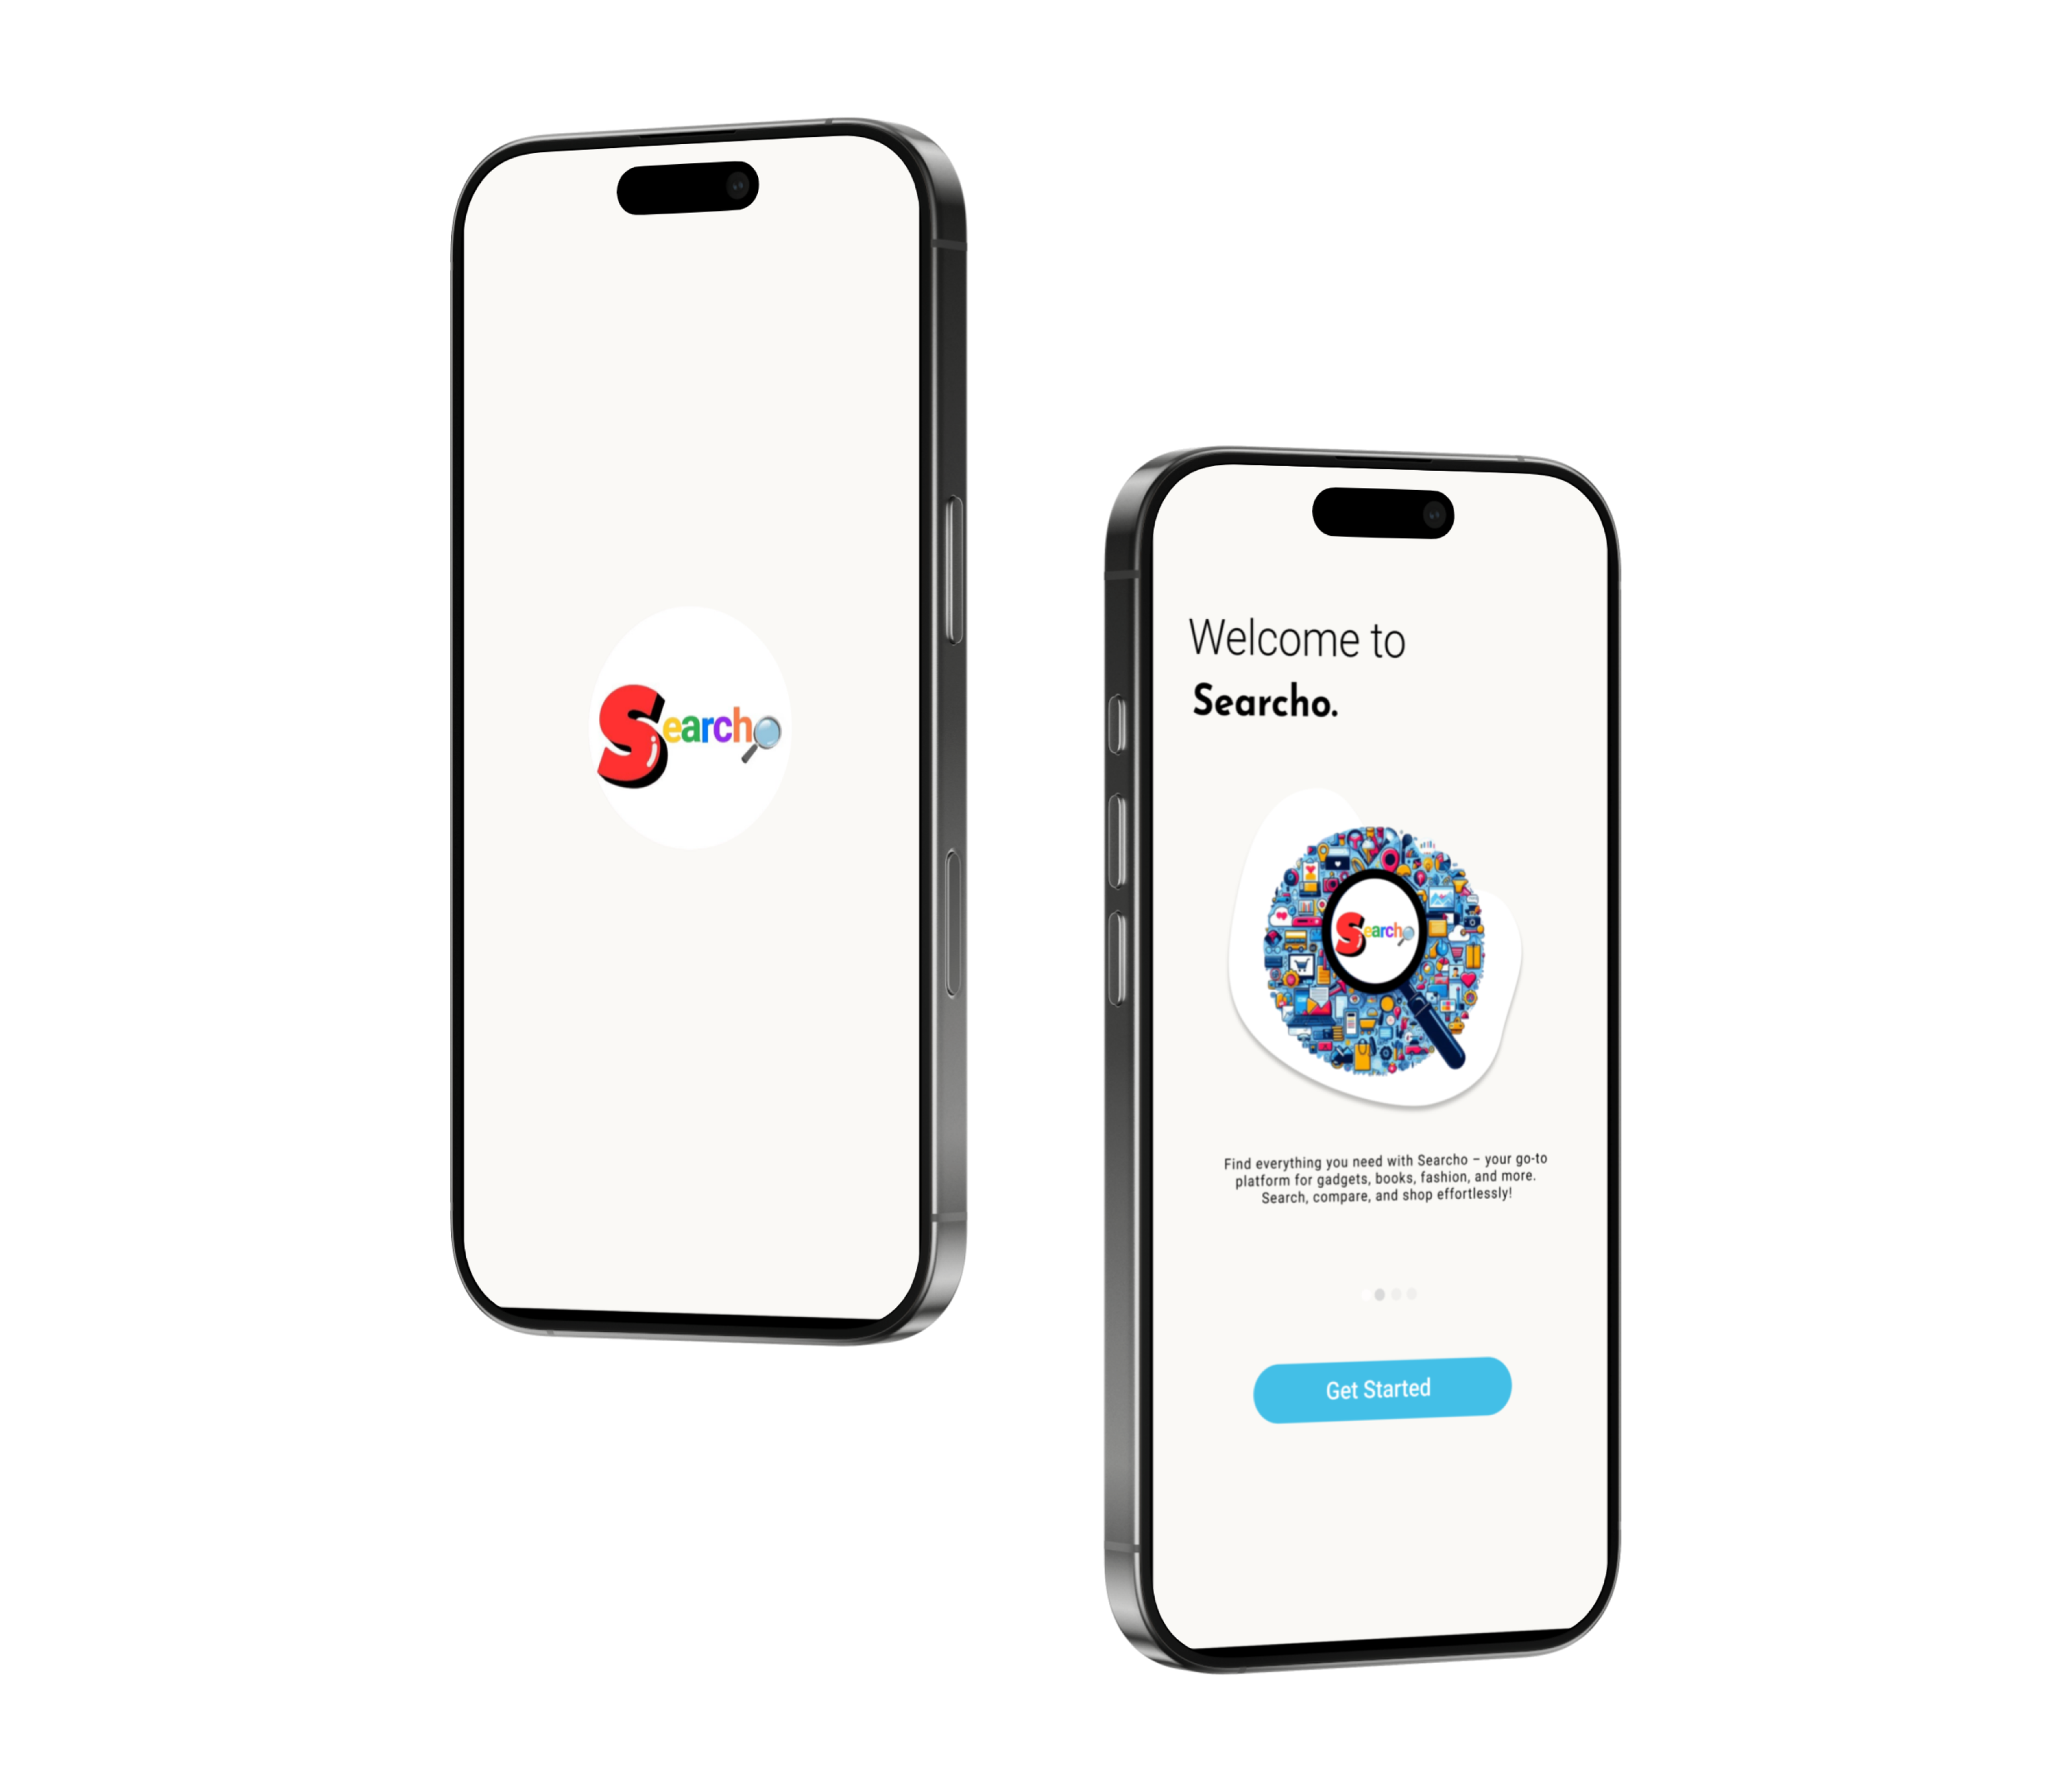 Searcho
Welcome to
Searcho.
Searcho
Find everything you need with Searcho – your go-to
platform for gadgets, books, fashion, and more.
Search, compare, and shop effortlessly!
Get Started